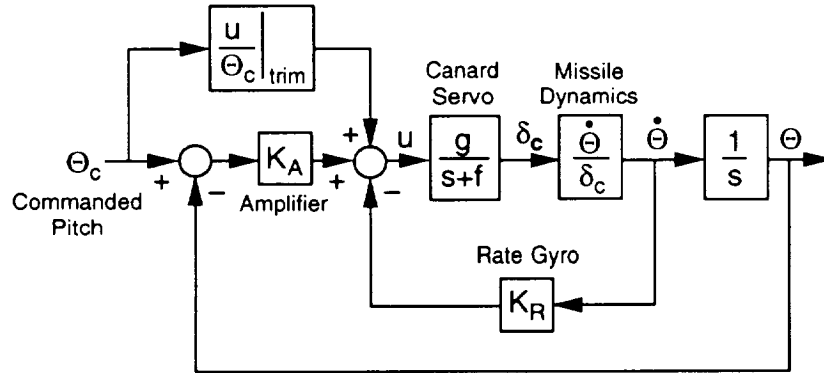 u
Θc
trim
Canard
Servo
Missile
Dynamics
Θc
+
−
KA
+
+
−
u
g
s+f
δc
Θ̇
δc
Θ̇
1
s
Θ
Commanded
Pitch
Amplifier
Rate Gyro
KR